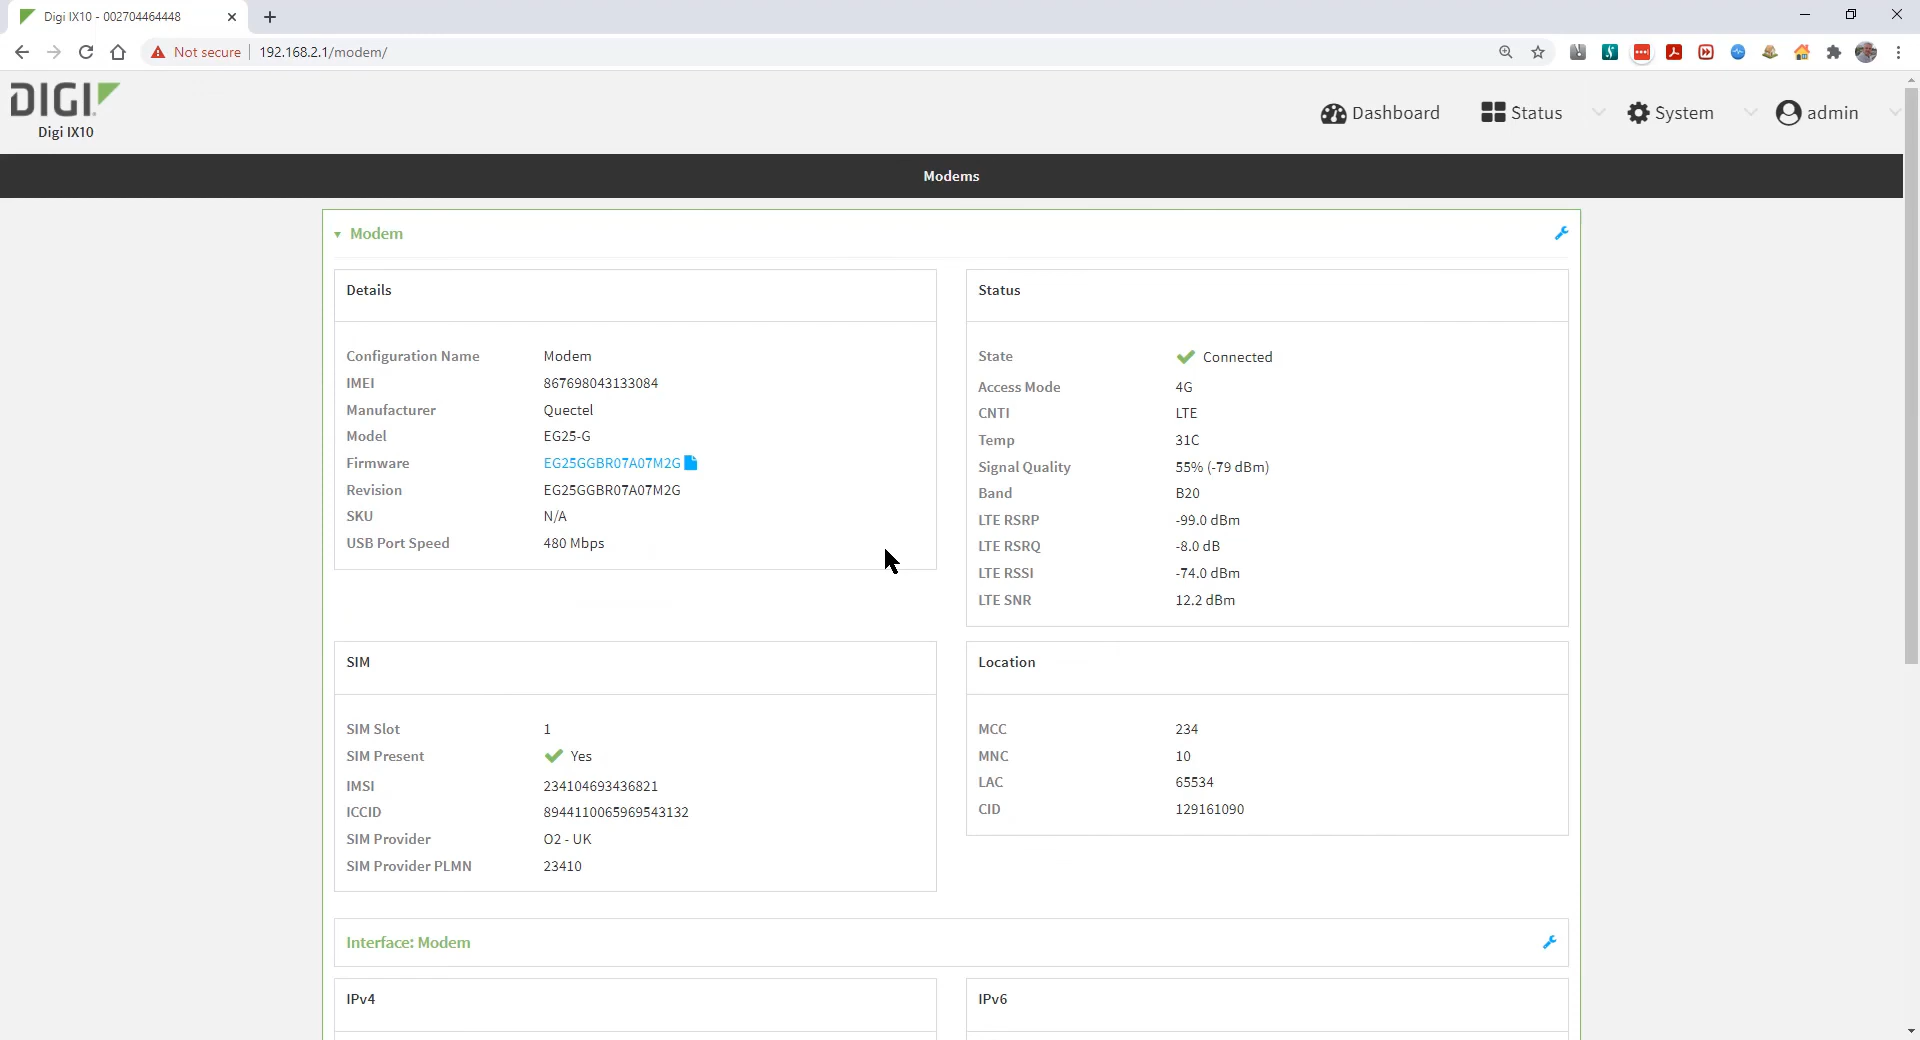 Digi IX10 - 002704464448
Not secure
192.168.2.1/modem/
DIGI
Digi IX10
Dashboard
Status
System
admin
Modems
Modem
Details
Configuration Name Modem
IMEI 867698043133084
Manufacturer Quectel
Model EG25-G
Firmware EG25GGBR07A07M2G
Revision EG25GGBR07A07M2G
SKU N/A
USB Port Speed 480 Mbps
Status
State Connected
Access Mode 4G
CNTI LTE
Temp 31C
Signal Quality 55% (-79 dBm)
Band B20
LTE RSRP -99.0 dBm
LTE RSRQ -8.0 dB
LTE RSSI -74.0 dBm
LTE SNR 12.2 dBm
SIM
SIM Slot 1
SIM Present Yes
IMSI 234104693436821
ICCID 8944110065969543132
SIM Provider O2 - UK
SIM Provider PLMN 23410
Location
MCC 234
MNC 10
LAC 65534
CID 129161090
Interface: Modem
IPv4
IPv6